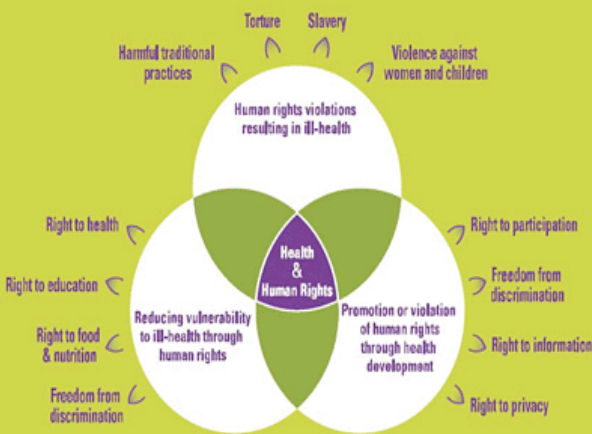 Torture
Slavery
Harmful traditional
practices
Violence against
women and children
Human rights violations
resulting in ill-health
Right to health
Right to education
Right to food
& nutrition
Freedom from
discrimination
Reducing vulnerability
to ill-health through
human rights
Health
&
Human Rights
Promotion or violation
of human rights
through health
development
Right to participation
Freedom from
discrimination
Right to information
Right to privacy